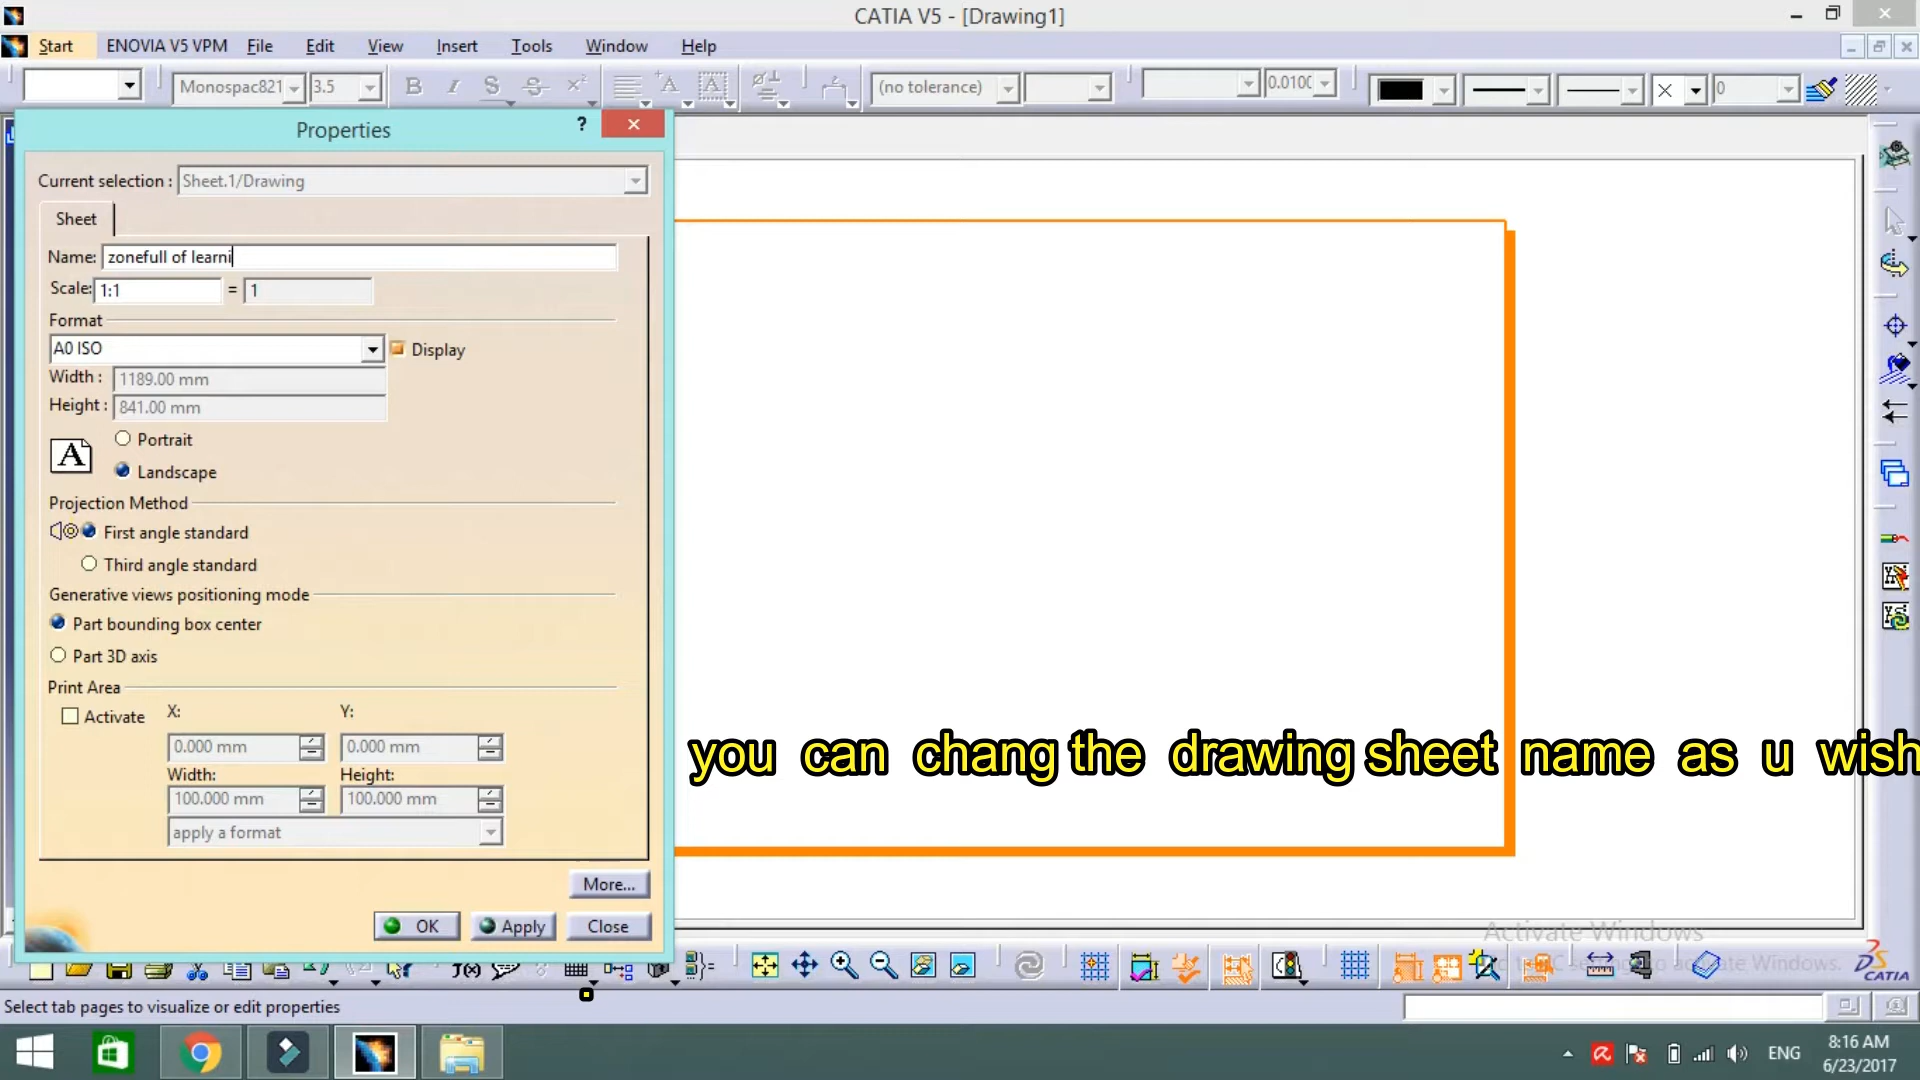 CATIA V5 - [Drawing1]
Start ENOVIA V5 VPM File Edit View Insert Tools Window Help
Monospac821 3.5 B I S S (no tolerance) 0.010 0
Properties ?
Current selection : Sheet.1/Drawing
Sheet
Name: zonefull of learni
Scale: 1:1 = 1
Format
A0 ISO Display
Width : 1189.00 mm
Height : 841.00 mm
A
Portrait
Landscape
Projection Method
First angle standard
Third angle standard
Generative views positioning mode
Part bounding box center
Part 3D axis
Print Area
Activate X: Y:
0.000 mm 0.000 mm
Width: Height:
100.000 mm 100.000 mm
apply a format
More...
OK Apply Close
you can chang the drawing sheet name as u wish
Activate Windows
CATIA
Select tab pages to visualize or edit properties
ENG
8:16 AM
6/23/2017